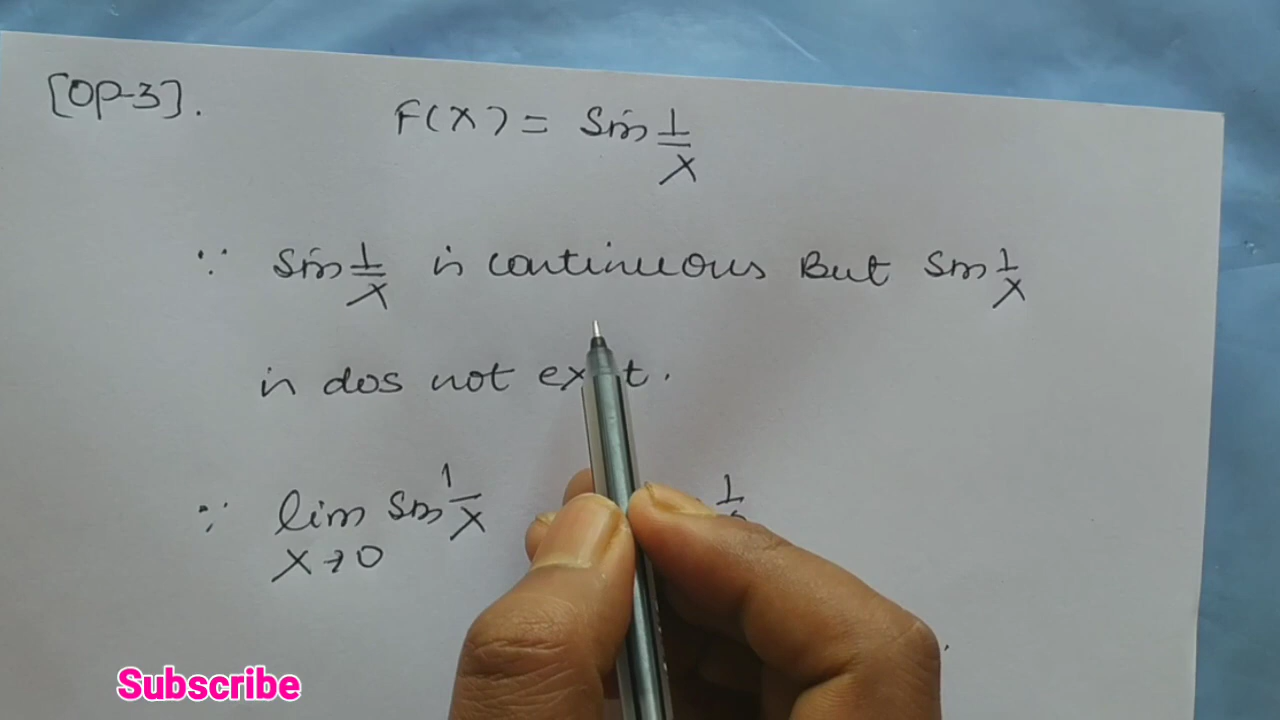 [OP-3].
F(X) = Sin 1/X
∵ Sin 1/X is continuous But Sin 1/X
is dos not t.
∵ lim Sin 1/X 1
X→0
Subscribe